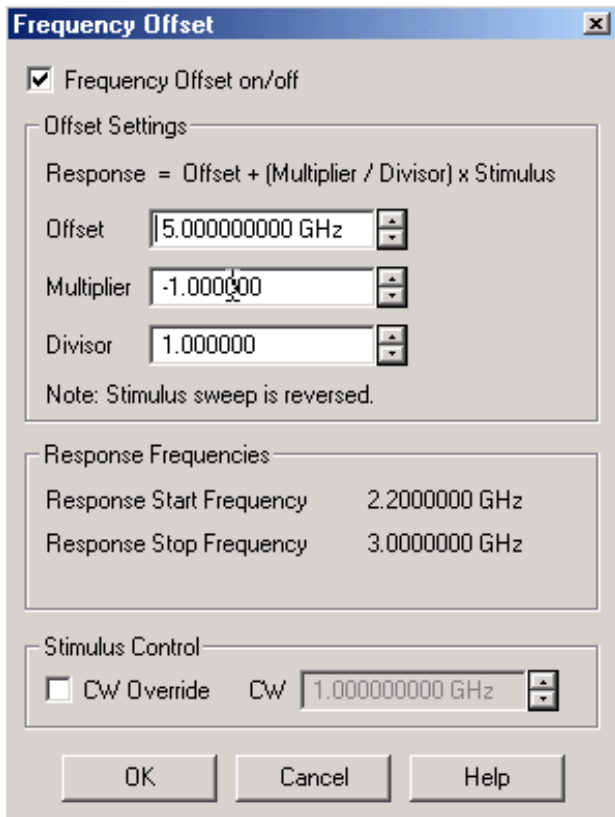 Frequency Offset
Frequency Offset on/off
Offset Settings
Response = Offset + (Multiplier / Divisor) x Stimulus
Offset 5.000000000 GHz
Multiplier -1.000000
Divisor 1.000000
Note: Stimulus sweep is reversed.
Response Frequencies
Response Start Frequency 2.2000000 GHz
Response Stop Frequency 3.0000000 GHz
Stimulus Control
CW Override CW 1.000000000 GHz
OK Cancel Help